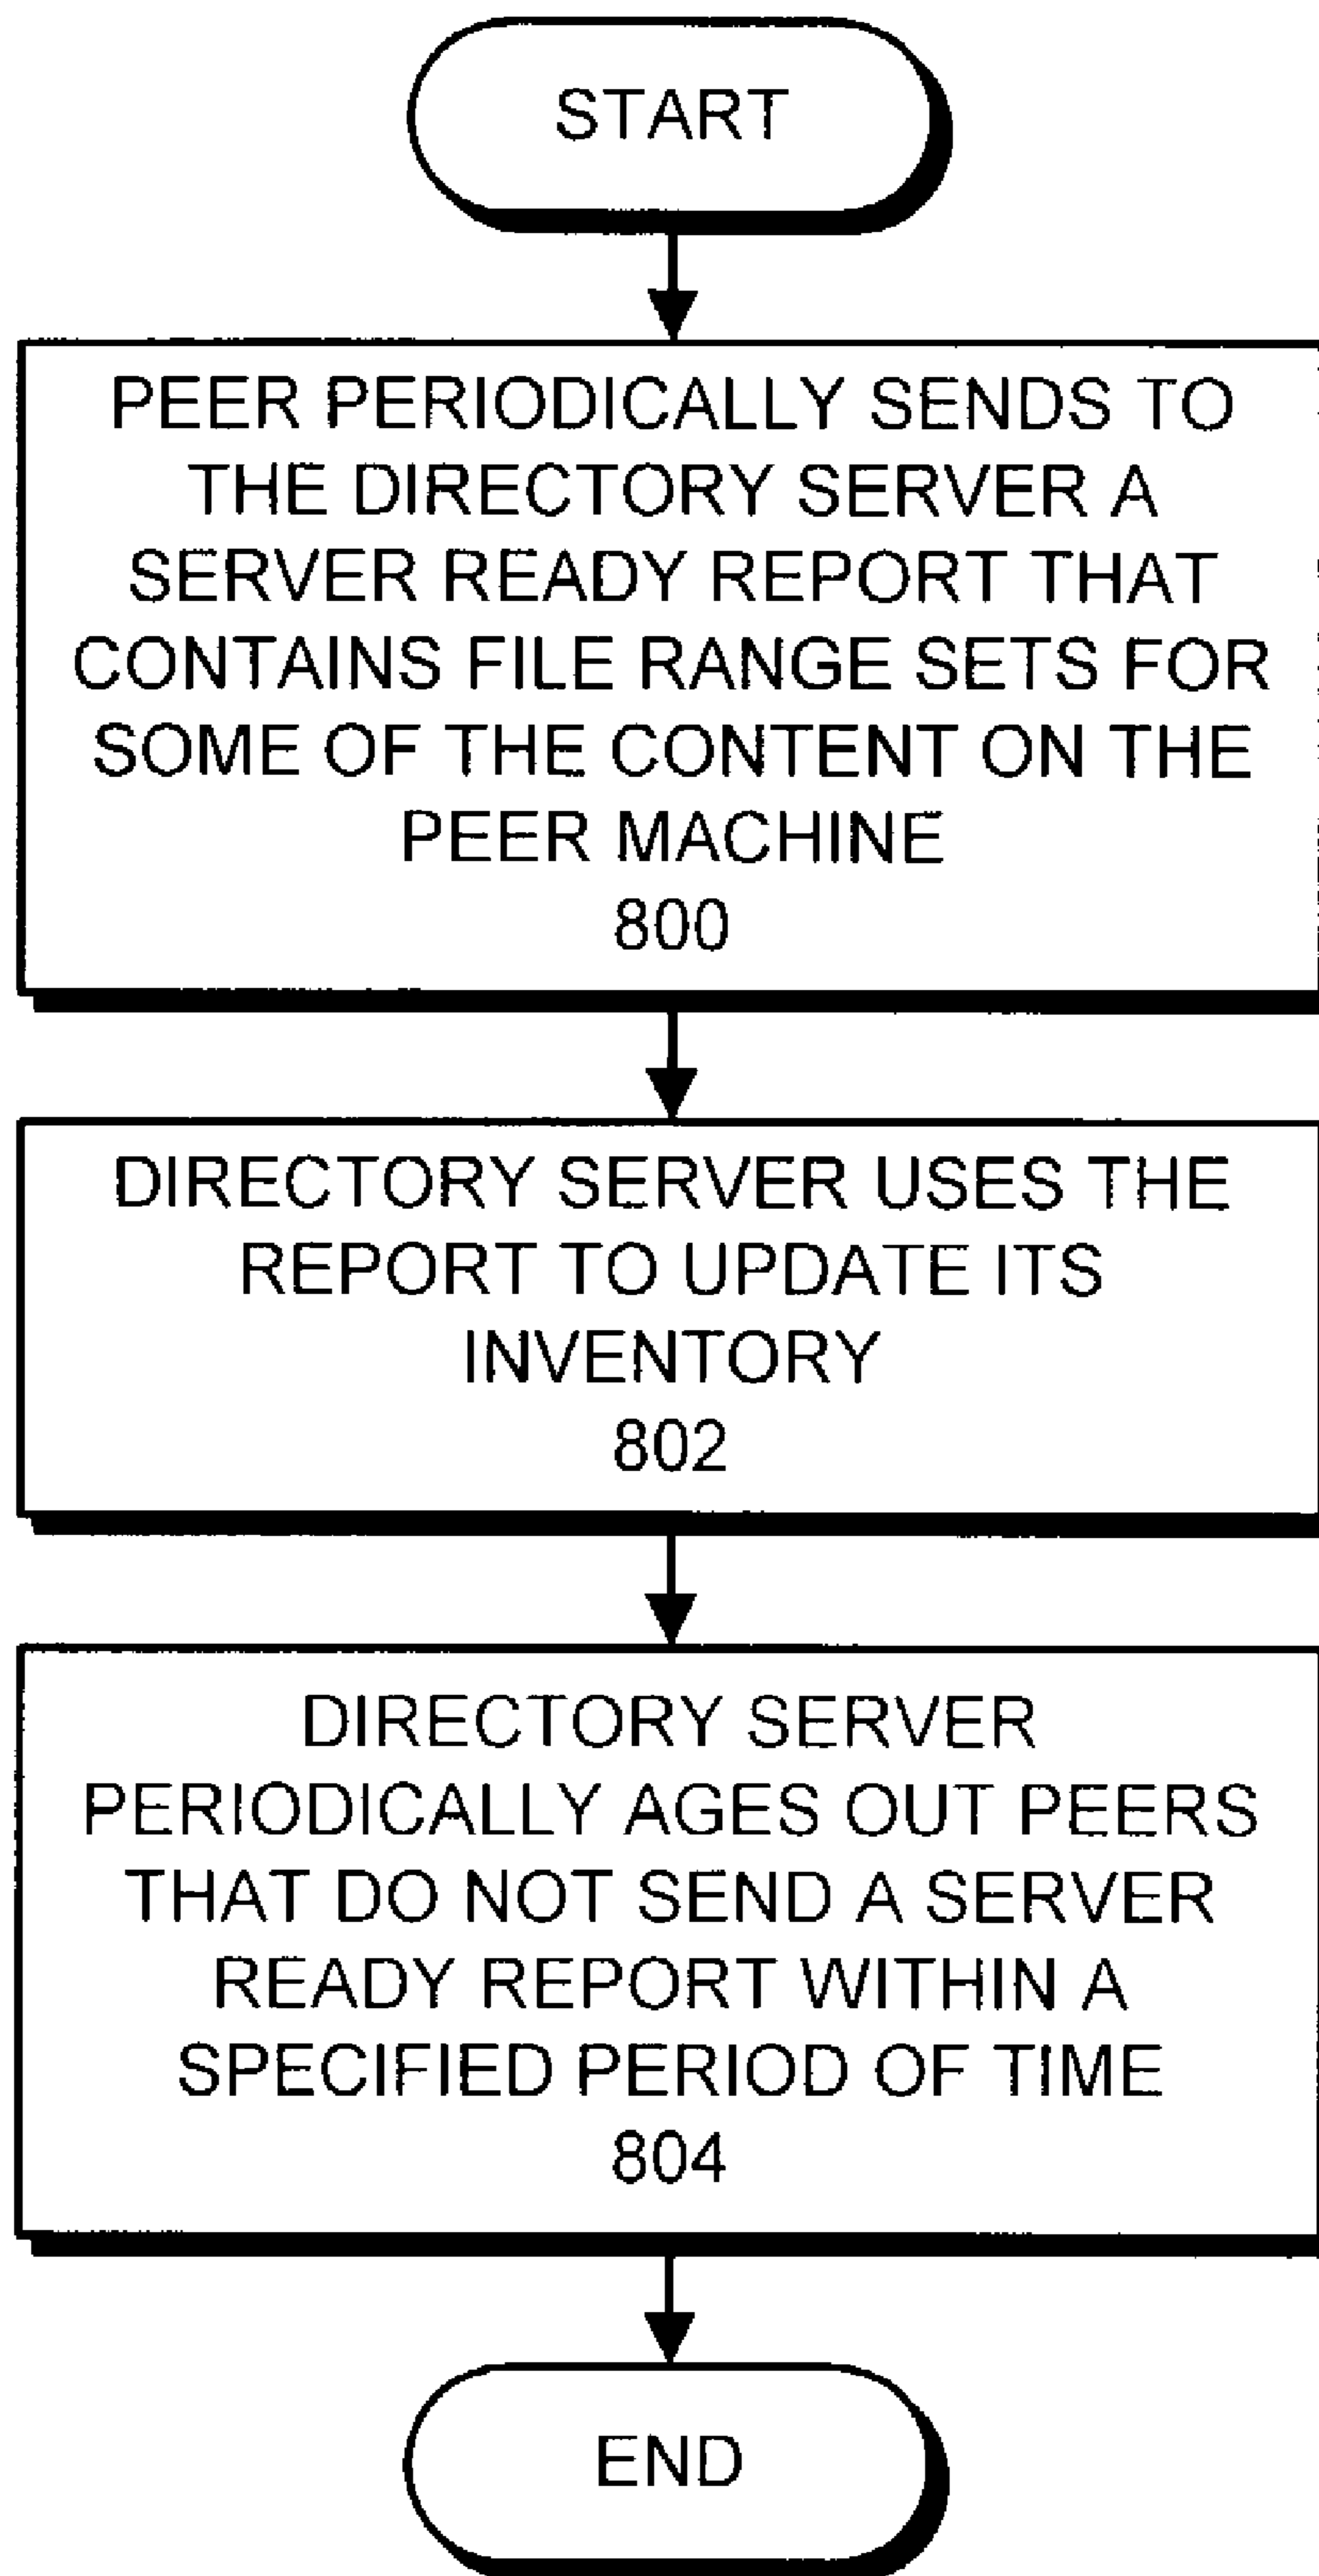 START
PEER PERIODICALLY SENDS TO
THE DIRECTORY SERVER A
SERVER READY REPORT THAT
CONTAINS FILE RANGE SETS FOR
SOME OF THE CONTENT ON THE
PEER MACHINE
800
DIRECTORY SERVER USES THE
REPORT TO UPDATE ITS
INVENTORY
802
DIRECTORY SERVER
PERIODICALLY AGES OUT PEERS
THAT DO NOT SEND A SERVER
READY REPORT WITHIN A
SPECIFIED PERIOD OF TIME
804
END